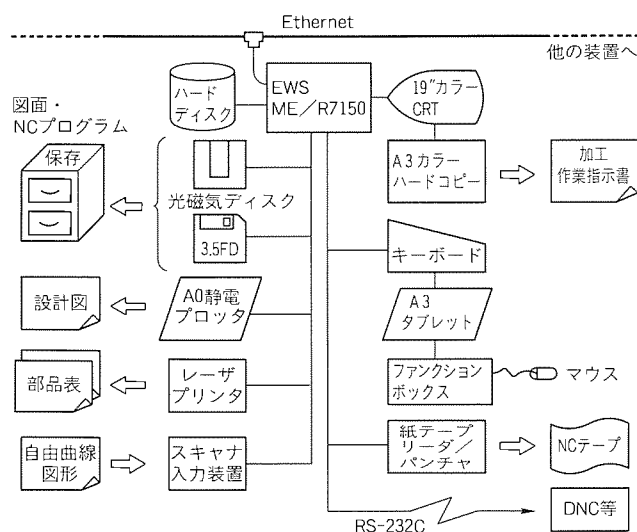 Ethernet
他の装置へ
ハード
ディスク
EWS
ME／R7150
19″カラー
CRT
図面・
NCプログラム
保存
光磁気ディスク
3.5FD
A3カラー
ハードコピー
加工
作業指示書
キーボード
設計図
A0静電
プロッタ
A3
タブレット
部品表
レーザ
プリンタ
ファンクション
ボックス
マウス
自由曲線
図形
スキャナ
入力装置
紙テープ
リーダ／
パンチャ
NCテープ
RS-232C
DNC等